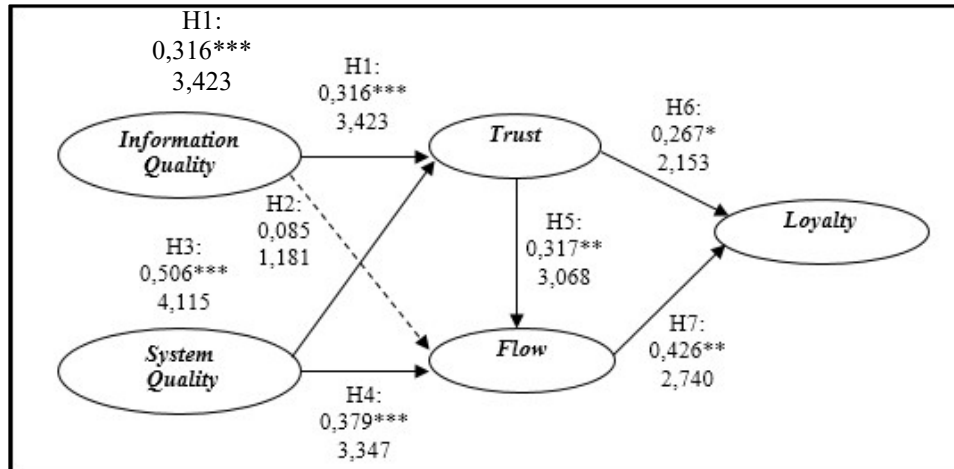 H1:
0,316***
3,423
H1:
0,316***
3,423
Information
Quality
Trust
H6:
0,267*
2,153
H2:
0,085
1,181
H3:
0,506***
4,115
H5:
0,317**
3,068
Loyalty
System
Quality
H4:
0,379***
3,347
Flow
H7:
0,426**
2,740